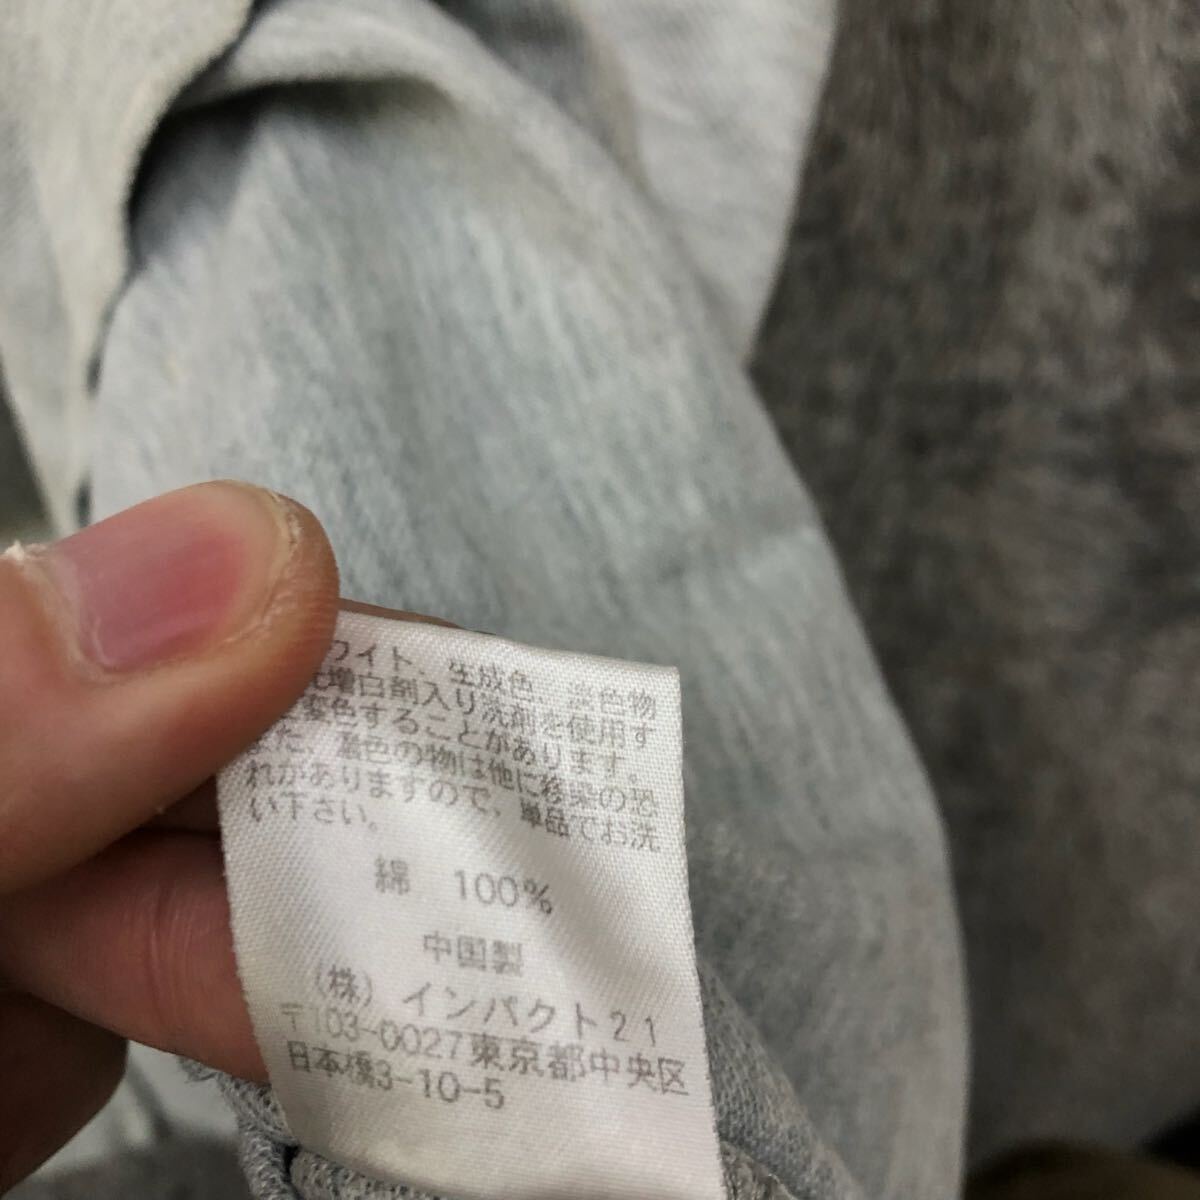 ワイト、生成色、淡色物
増白剤入り洗剤を使用す
変色することがあります。
また、濃色の物は他に移染の恐
れがありますので、単品でお洗
い下さい。
綿 100%
中国製
(株) インパクト21
〒103-0027東京都中央区
日本橋3-10-5